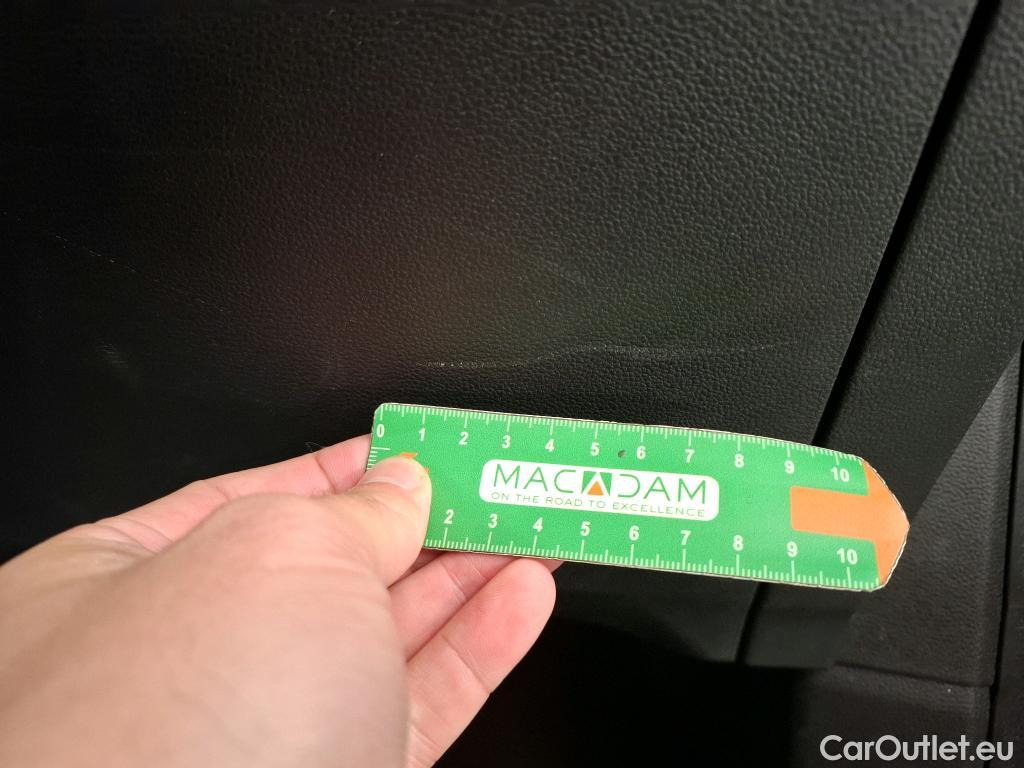 0 1 2 3 4 5 6 7 8 9 10
MACADAM
ON THE ROAD TO EXCELLENCE
2 3 4 5 6 7 8 9 10
CarOutlet.eu